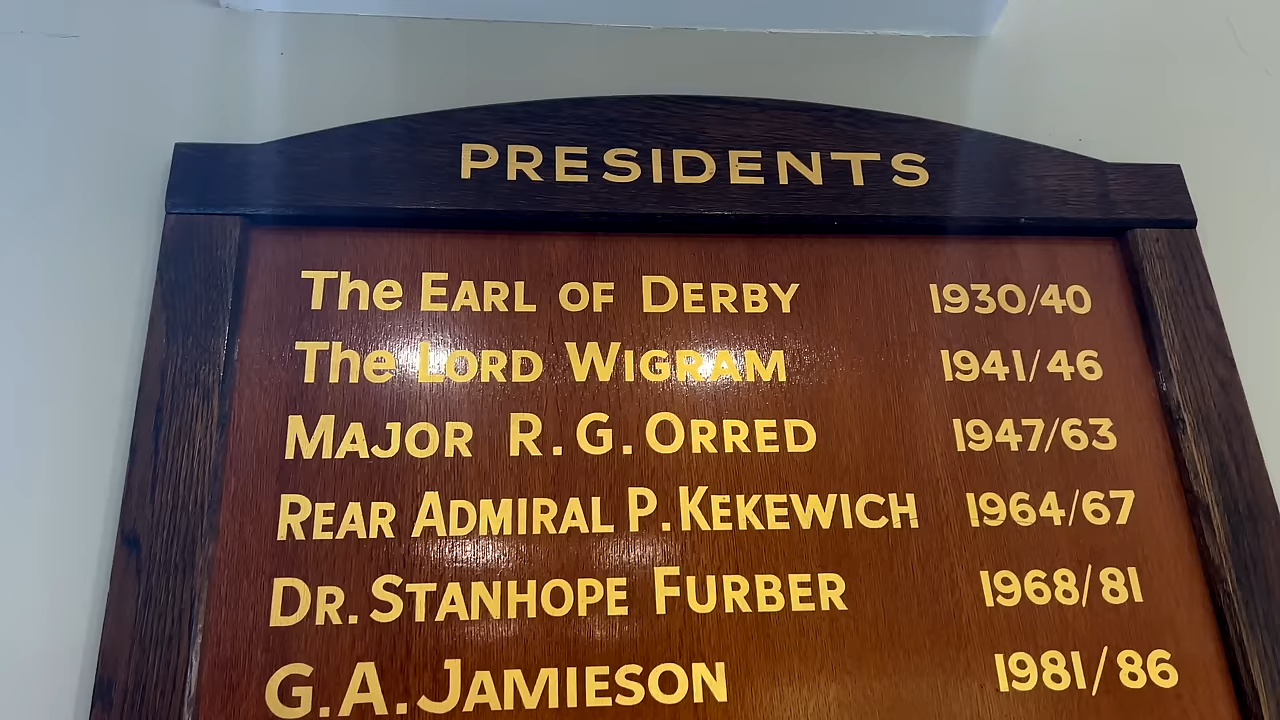 PRESIDENTS
The EARL OF DERBY 1930/40
The LORD WIGRAM 1941/46
MAJOR R.G. ORRED 1947/63
REAR ADMIRAL P. KEKEWICH 1964/67
DR. STANHOPE FURBER 1968/81
G.A. JAMIESON 1981/86